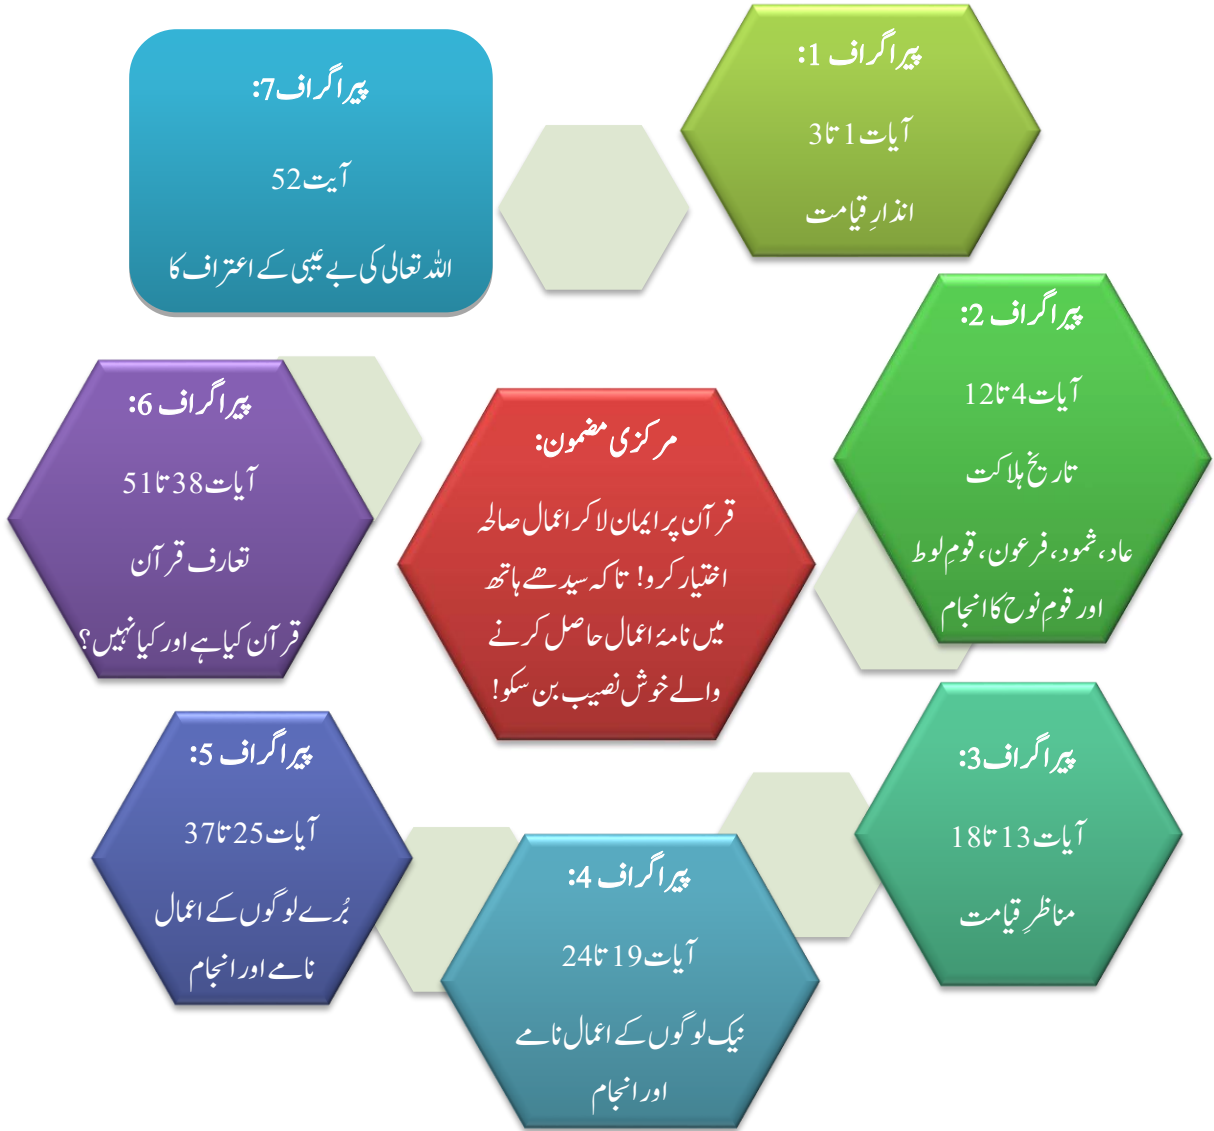 پیراگراف 1:
آیات 1 تا 3
انذارِ قیامت
پیراگراف 2:
آیات 4 تا 12
تاریخ ہلاکت
عاد، ثمود، فرعون، قومِ لوط
اور قومِ نوح کا انجام
پیراگراف 3:
آیات 13 تا 18
مناظرِ قیامت
پیراگراف 4:
آیات 19 تا 24
نیک لوگوں کے اعمال نامے
اور انجام
پیراگراف 5:
آیات 25 تا 37
بُرے لوگوں کے اعمال
نامے اور انجام
پیراگراف 6:
آیات 38 تا 51
تعارف قرآن
قرآن کیا ہے اور کیا نہیں؟
پیراگراف 7:
آیت 52
اللہ تعالی کی بے عیبی کے اعتراف کا
مرکزی مضمون:
قرآن پر ایمان لا کر اعمال صالحہ
اختیار کرو! تاکہ سیدھے ہاتھ
میں نامۂ اعمال حاصل کرنے
والے خوش نصیب بن سکو!